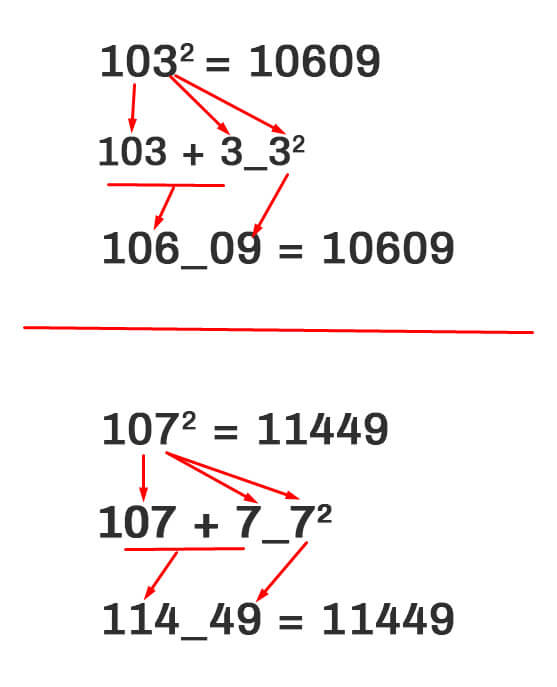 103² = 10609
103 + 3_3²
106_09 = 10609
107² = 11449
107 + 7_7²
114_49 = 11449